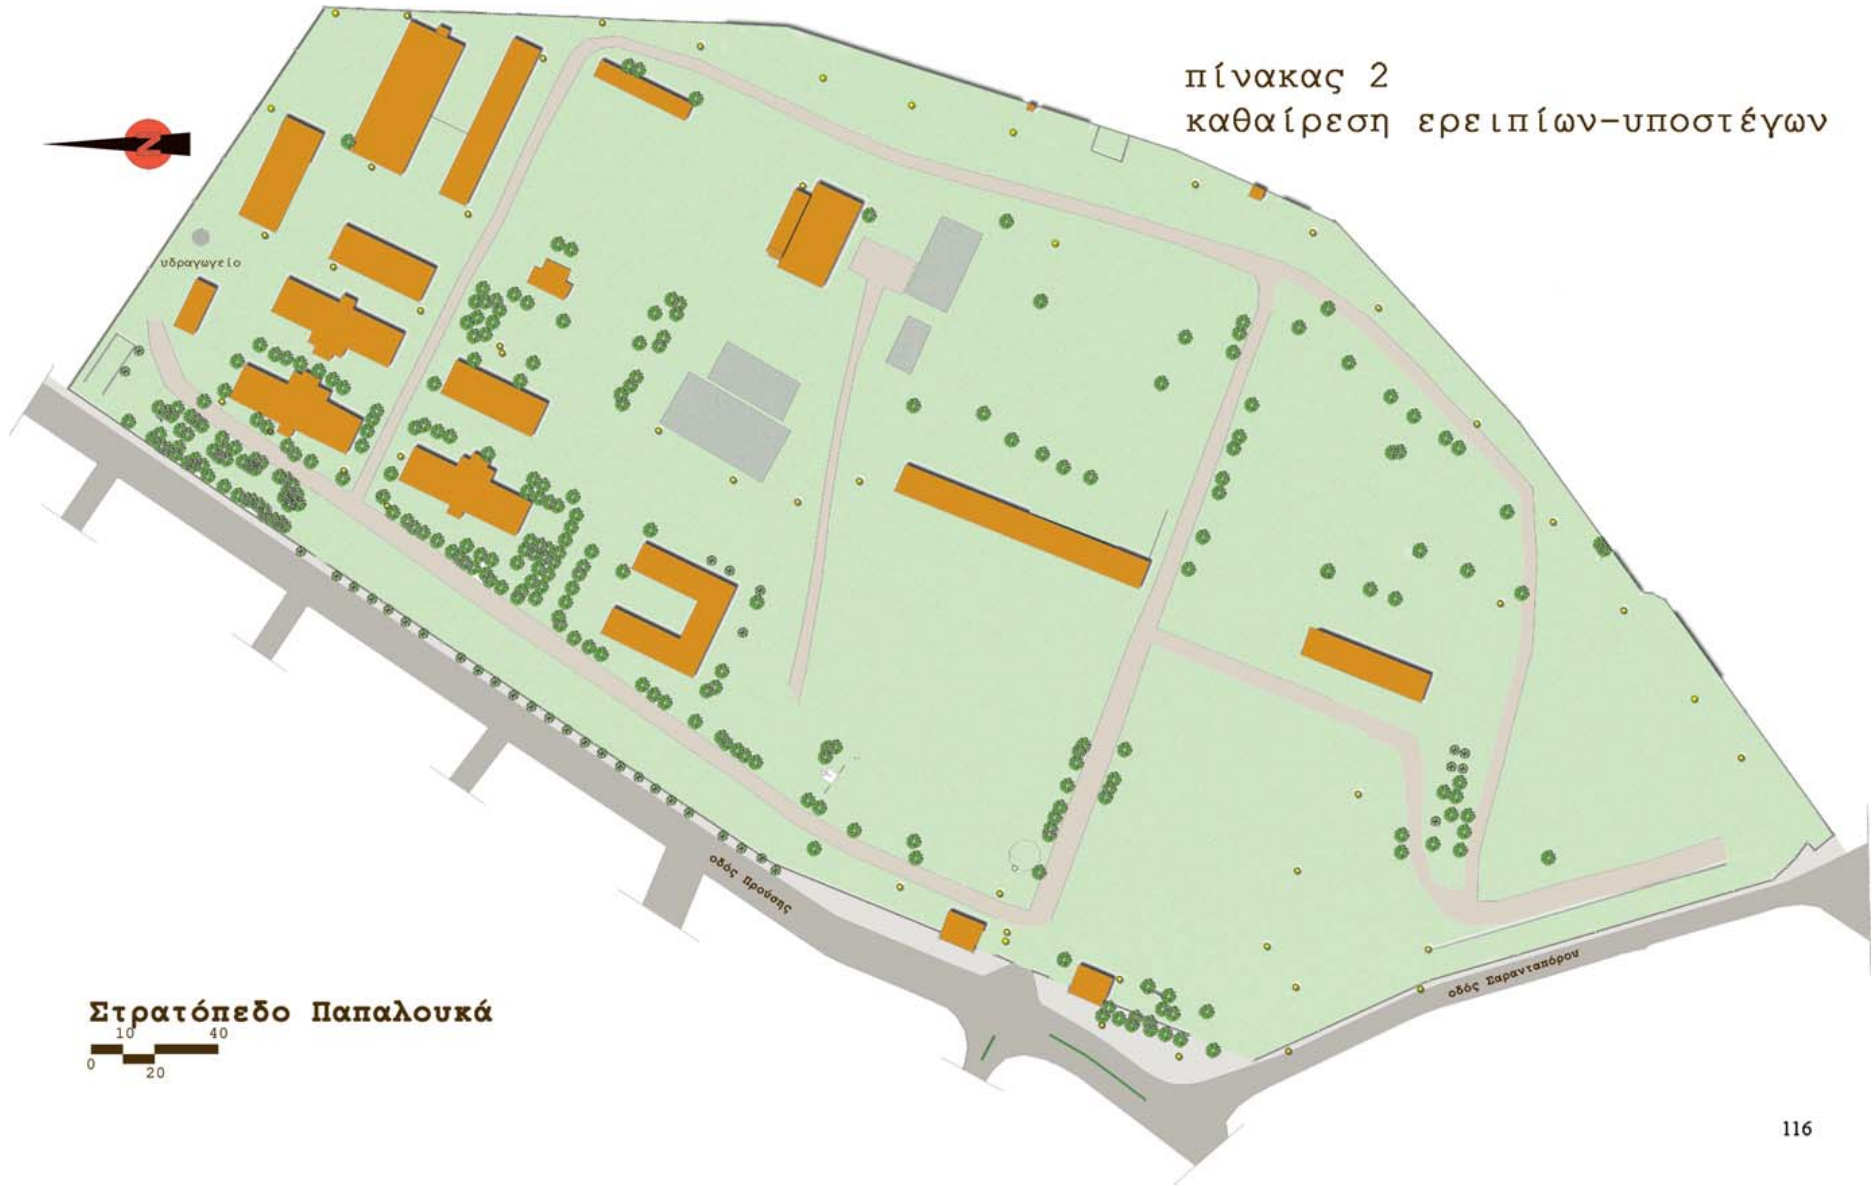 πίνακας 2
καθαίρεση ερειπίων-υποστέγων
N
υδραγωγείο
οδός Προύσης
οδός Σαρανταπόρου
Στρατόπεδο Παπαλουκά
10 40
0 20
116